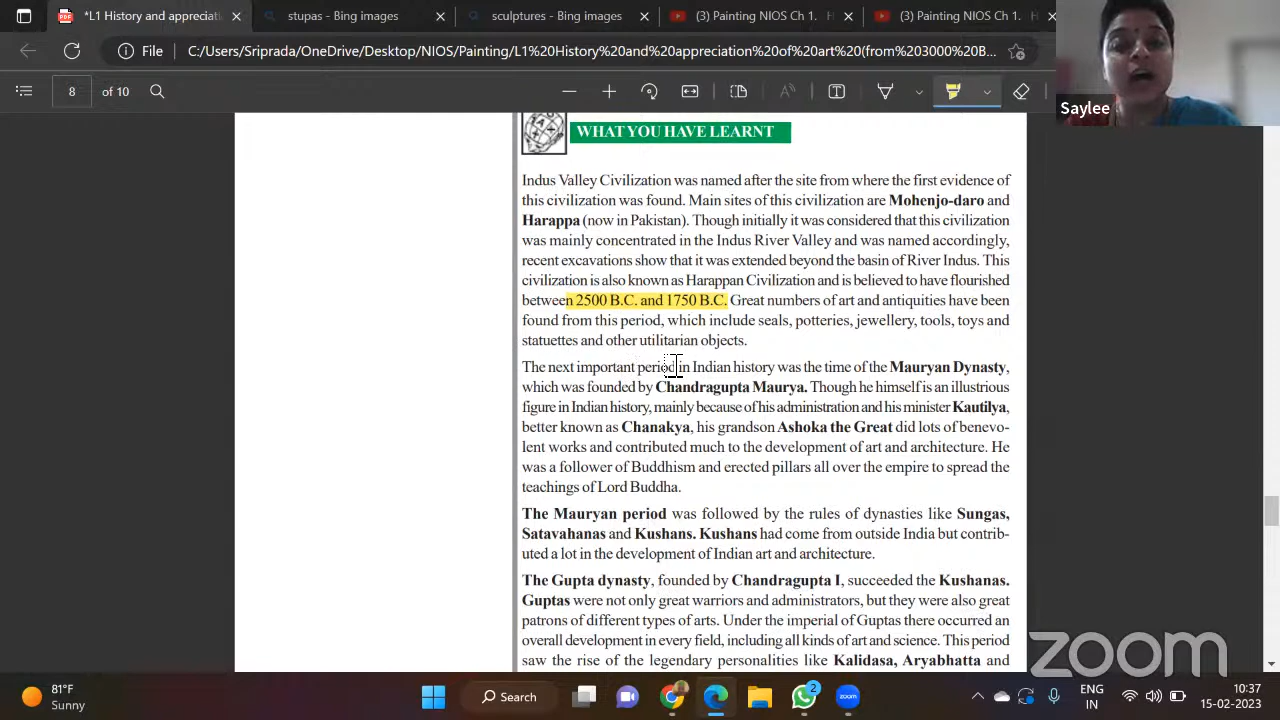 *L1 History and appreciati
stupas - Bing images
sculptures - Bing images
(3) Painting NIOS Ch 1.
(3) Painting NIOS Ch 1.
File
C:/Users/Sriprada/OneDrive/Desktop/NIOS/Painting/L1%20History%20and%20appreciation%20of%20art%20(from%203000%20B...
8 of 10
Saylee
WHAT YOU HAVE LEARNT
Indus Valley Civilization was named after the site from where the first evidence of
this civilization was found. Main sites of this civilization are Mohenjo-daro and
Harappa (now in Pakistan). Though initially it was considered that this civilization
was mainly concentrated in the Indus River Valley and was named accordingly,
recent excavations show that it was extended beyond the basin of River Indus. This
civilization is also known as Harappan Civilization and is believed to have flourished
between 2500 B.C. and 1750 B.C. Great numbers of art and antiquities have been
found from this period, which include seals, potteries, jewellery, tools, toys and
statuettes and other utilitarian objects.
The next important period in Indian history was the time of the Mauryan Dynasty,
which was founded by Chandragupta Maurya. Though he himself is an illustrious
figure in Indian history, mainly because of his administration and his minister Kautilya,
better known as Chanakya, his grandson Ashoka the Great did lots of benevo-
lent works and contributed much to the development of art and architecture. He
was a follower of Buddhism and erected pillars all over the empire to spread the
teachings of Lord Buddha.
The Mauryan period was followed by the rules of dynasties like Sungas,
Satavahanas and Kushans. Kushans had come from outside India but contrib-
uted a lot in the development of Indian art and architecture.
The Gupta dynasty, founded by Chandragupta I, succeeded the Kushanas.
Guptas were not only great warriors and administrators, but they were also great
patrons of different types of arts. Under the imperial of Guptas there occurred an
overall development in every field, including all kinds of art and science. This period
saw the rise of the legendary personalities like Kalidasa, Aryabhatta and
zoom
81°F
Sunny
Search
2
zoom
ENG
IN
10:37
15-02-2023